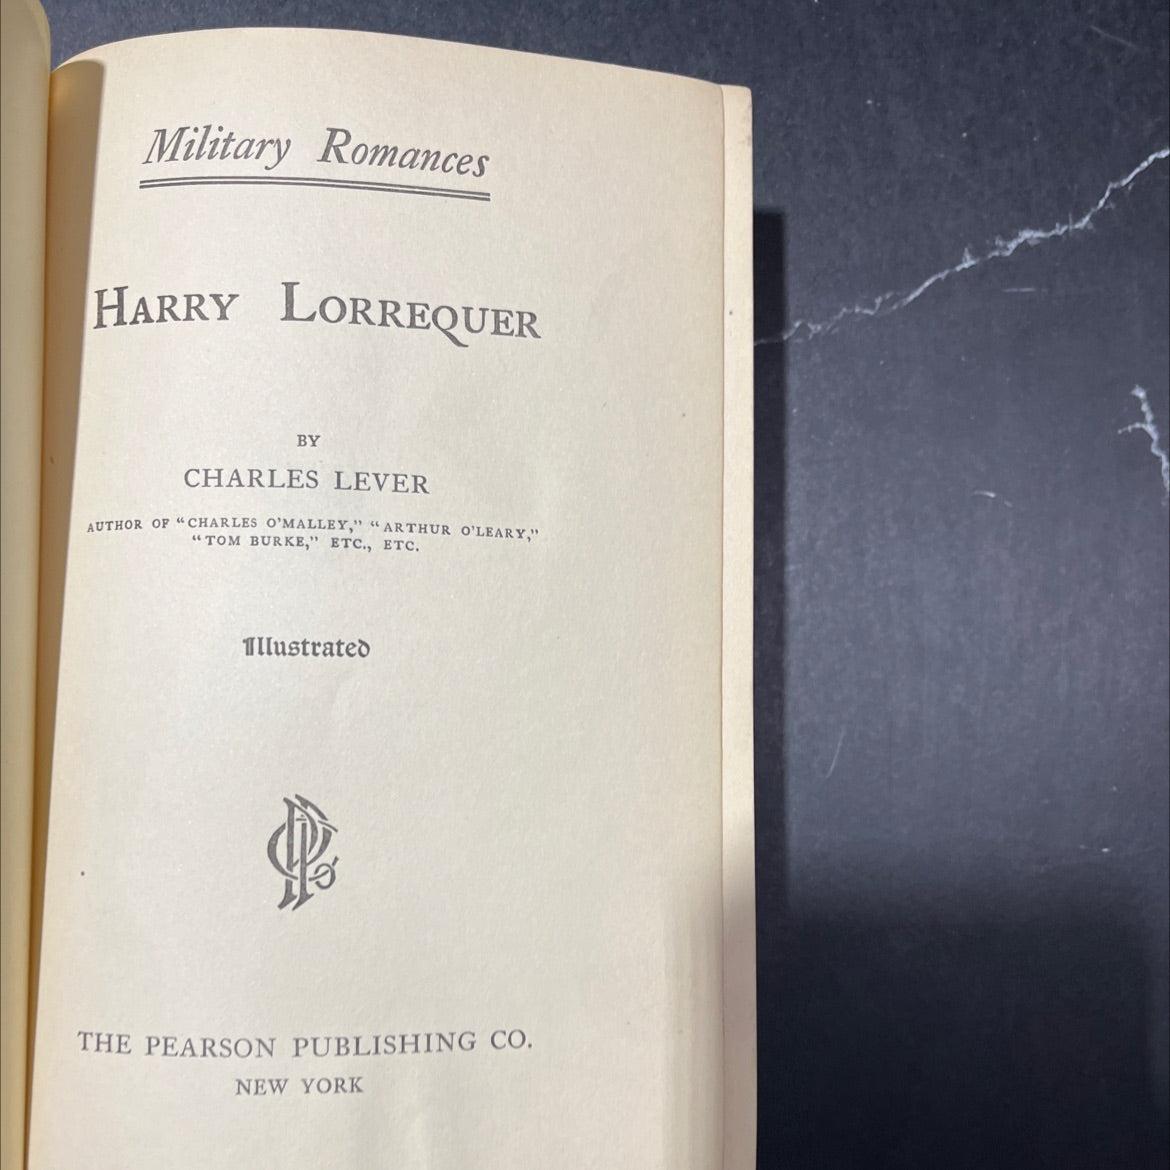 Military Romances
HARRY LORREQUER
BY
CHARLES LEVER
AUTHOR OF "CHARLES O'MALLEY," "ARTHUR O'LEARY,"
"TOM BURKE," ETC., ETC.
Illustrated
THE PEARSON PUBLISHING CO.
NEW YORK